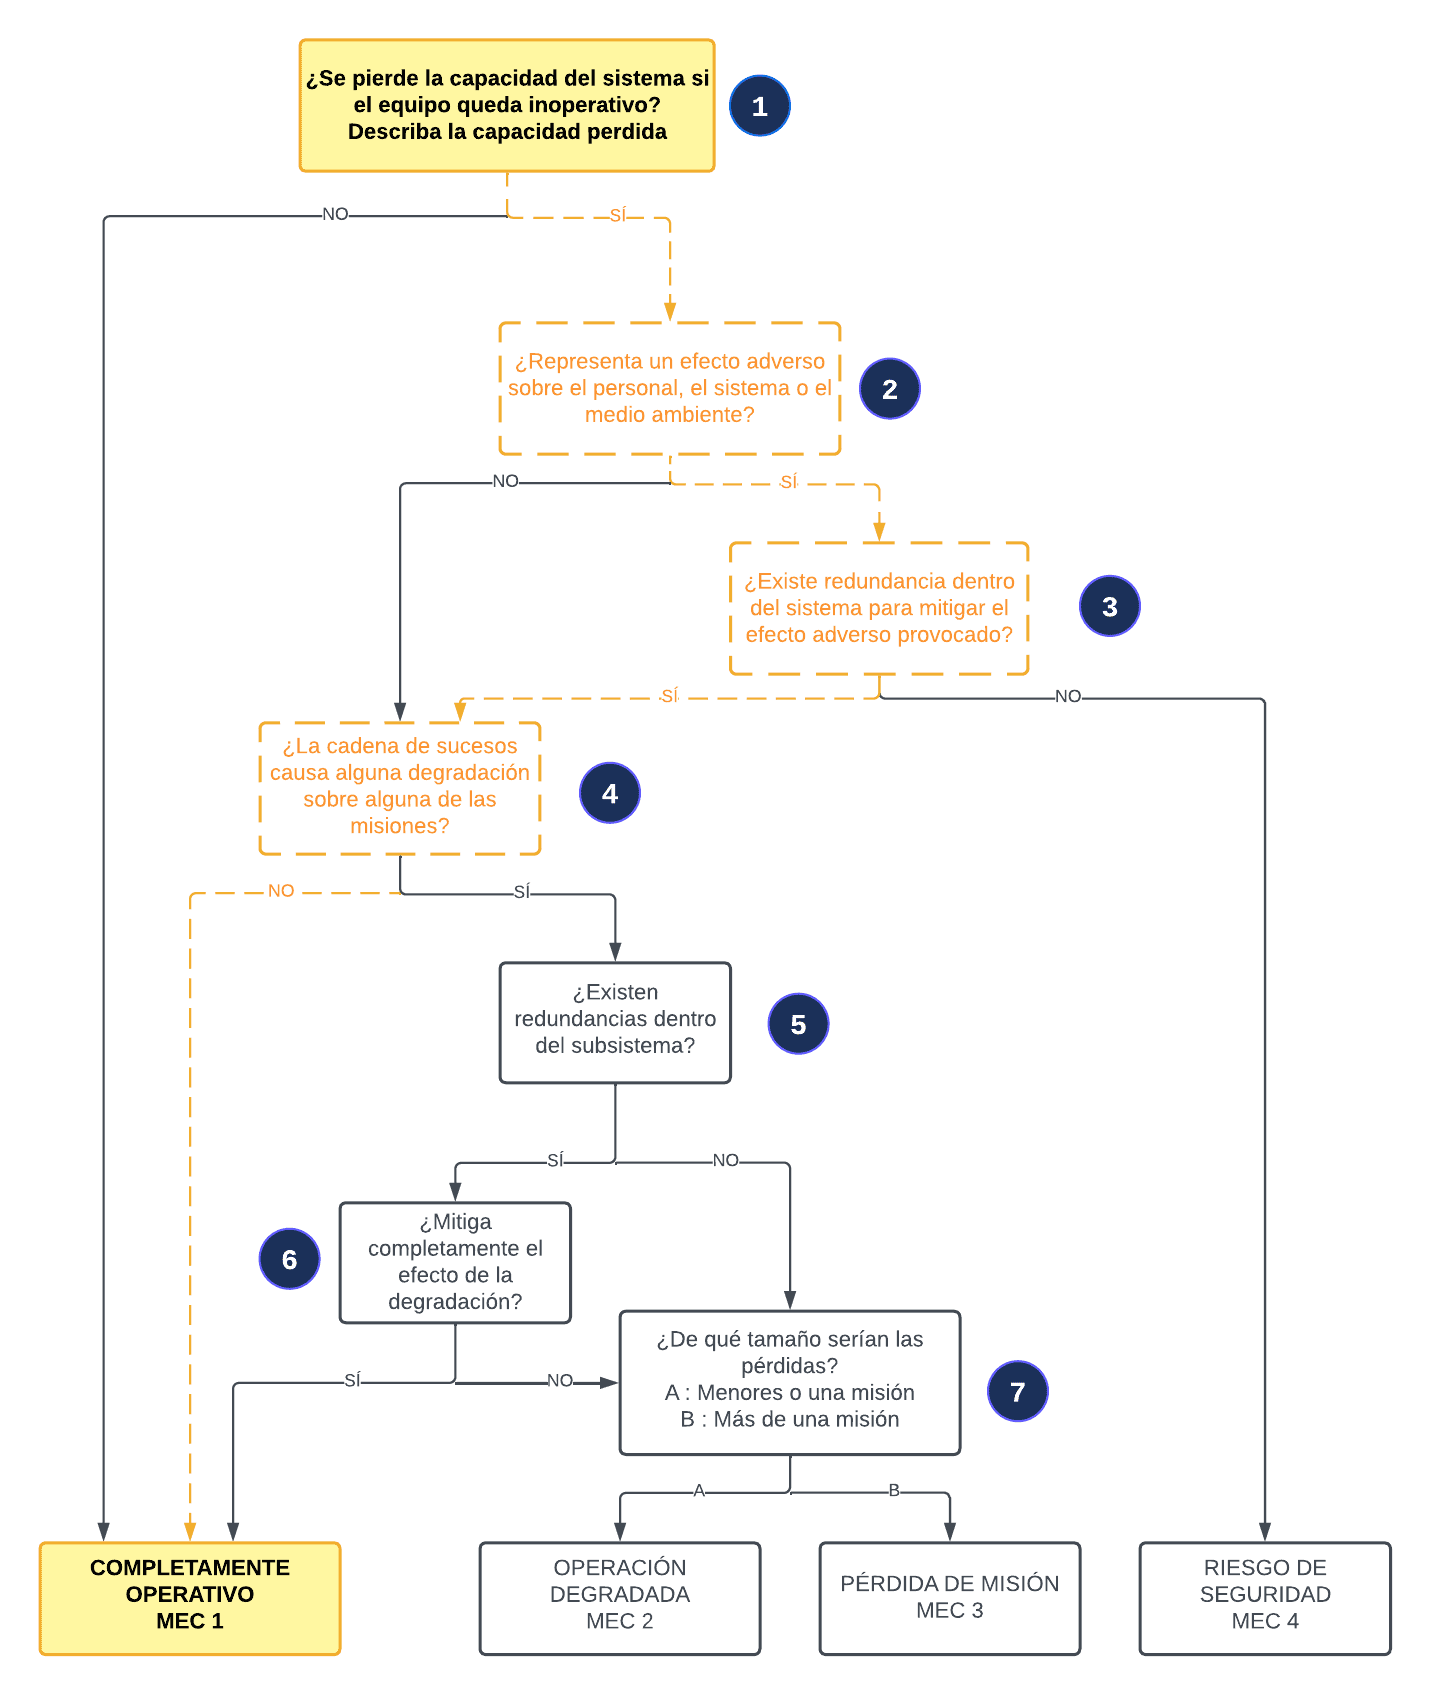 ¿Se pierde la capacidad del sistema si
el equipo queda inoperativo?
Describa la capacidad perdida
1
NO
SÍ
¿Representa un efecto adverso
sobre el personal, el sistema o el
medio ambiente?
2
NO
SÍ
¿Existe redundancia dentro
del sistema para mitigar el
efecto adverso provocado?
3
SÍ
NO
¿La cadena de sucesos
causa alguna degradación
sobre alguna de las
misiones?
4
NO
SÍ
¿Existen
redundancias dentro
del subsistema?
5
SÍ
NO
¿Mitiga
completamente el
efecto de la
degradación?
6
SÍ
NO
¿De qué tamaño serían las
pérdidas?
A : Menores o una misión
B : Más de una misión
7
A
B
COMPLETAMENTE
OPERATIVO
MEC 1
OPERACIÓN
DEGRADADA
MEC 2
PÉRDIDA DE MISIÓN
MEC 3
RIESGO DE
SEGURIDAD
MEC 4